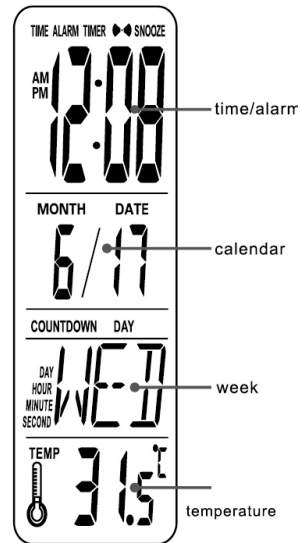 TIME ALARM TIMER SNOOZE
AM
PM
12:08
time/alarm
MONTH DATE
6/17
calendar
COUNTDOWN DAY
DAY
HOUR
MINUTE
SECOND
WED
week
TEMP
31.5℃
temperature